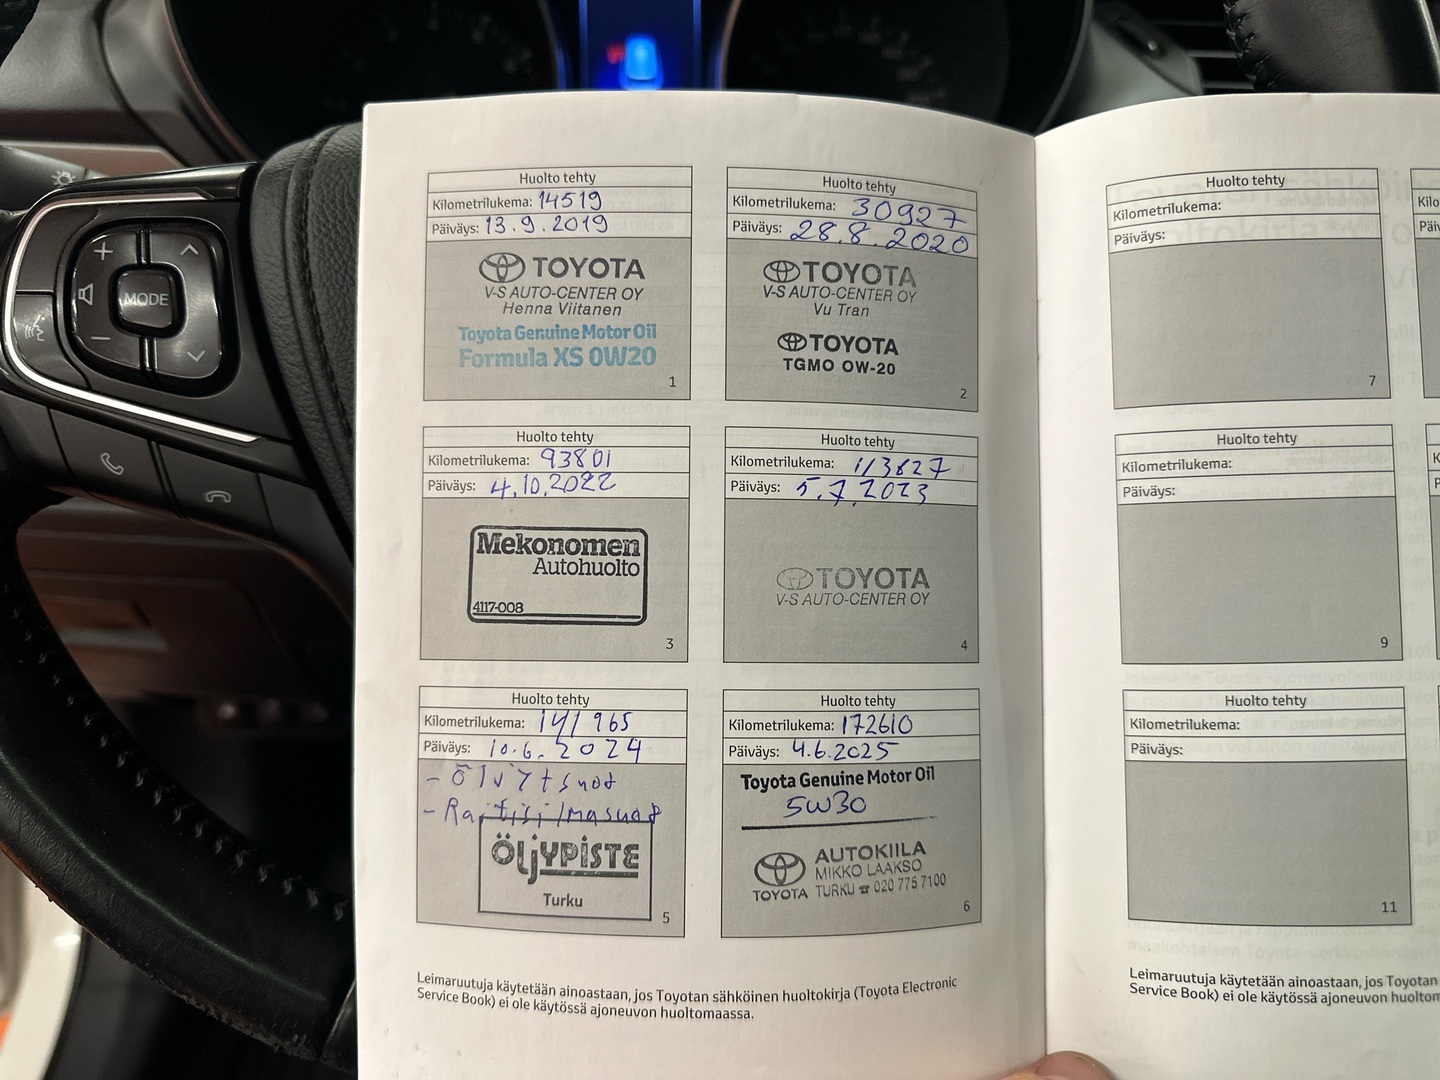 MODE
Huolto tehty
Kilometrilukema: 14519
Päiväys: 13.9.2019
TOYOTA
V-S AUTO-CENTER OY
Henna Viitanen
Toyota Genuine Motor Oil
Formula XS 0W20
1
Huolto tehty
Kilometrilukema: 30927
Päiväys: 28.8.2020
TOYOTA
V-S AUTO-CENTER OY
Vu Tran
TOYOTA
TGMO 0W-20
2
Huolto tehty
Kilometrilukema: 93801
Päiväys: 4.10.2022
Mekonomen
Autohuolto
4117-008
3
Huolto tehty
Kilometrilukema: 113827
Päiväys: 5.7.2023
TOYOTA
V-S AUTO-CENTER OY
4
Huolto tehty
Kilometrilukema: 141965
Päiväys: 10.6.2024
- Raitisilmasuod
ÖLJYPISTE
Turku
5
Huolto tehty
Kilometrilukema: 172610
Päiväys: 4.6.2025
Toyota Genuine Motor Oil
5W30
TOYOTA
AUTOKIILA
MIKKO LAAKSO
TURKU ☎ 020 775 7100
6
Leimaruutuja käytetään ainoastaan, jos Toyotan sähköinen huoltokirja (Toyota Electronic
Service Book) ei ole käytössä ajoneuvon huoltomaassa.
Huolto tehty
Kilometrilukema:
Päiväys:
7
Huolto tehty
Kilometrilukema:
Päiväys:
9
Huolto tehty
Kilometrilukema:
Päiväys:
11
Leimaruutuja käytetään ainoastaan, jos Toyotan
Service Book) ei ole käytössä ajoneuvon